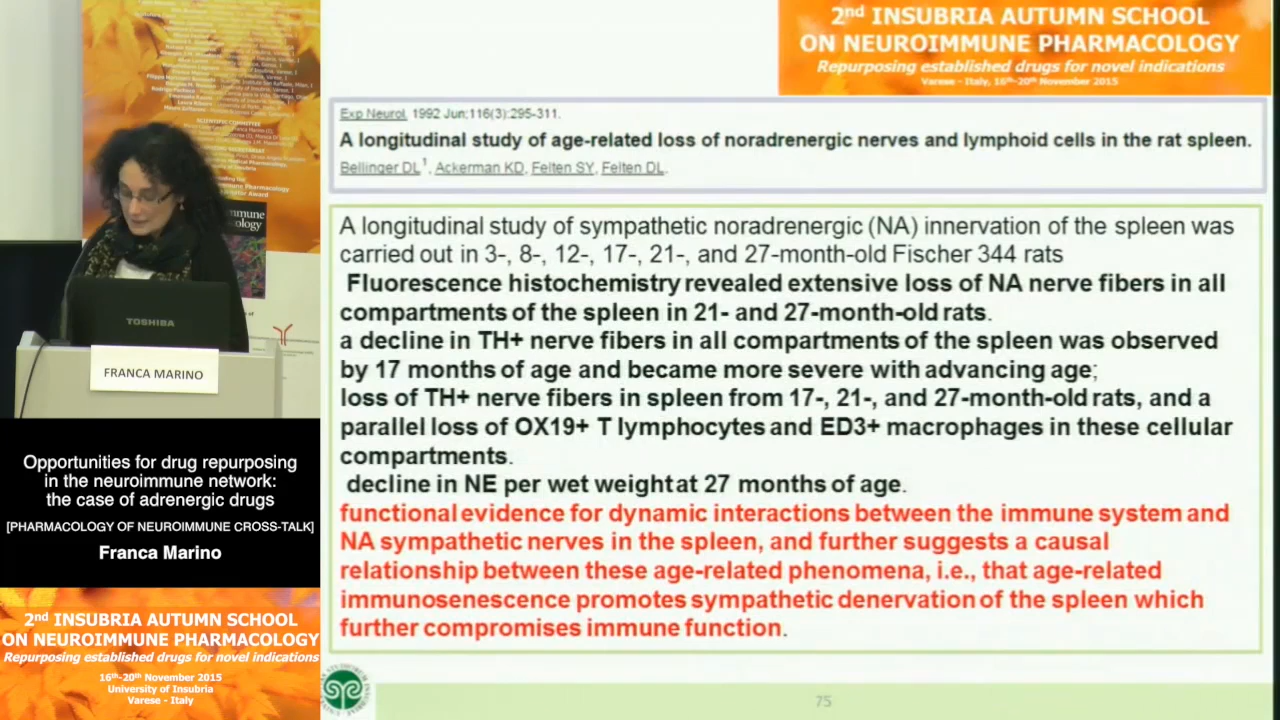 2nd INSUBRIA AUTUMN SCHOOL
ON NEUROIMMUNE PHARMACOLOGY
Repurposing established drugs for novel indications
Varese - Italy, 16th-20th November 2015
Exp Neurol. 1992 Jun;116(3):295-311.
A longitudinal study of age-related loss of noradrenergic nerves and lymphoid cells in the rat spleen.
Bellinger DL1, Ackerman KD, Felten SY, Felten DL.
A longitudinal study of sympathetic noradrenergic (NA) innervation of the spleen was
carried out in 3-, 8-, 12-, 17-, 21-, and 27-month-old Fischer 344 rats
Fluorescence histochemistry revealed extensive loss of NA nerve fibers in all
compartments of the spleen in 21- and 27-month-old rats.
a decline in TH+ nerve fibers in all compartments of the spleen was observed
by 17 months of age and became more severe with advancing age;
loss of TH+ nerve fibers in spleen from 17-, 21-, and 27-month-old rats, and a
parallel loss of OX19+ T lymphocytes and ED3+ macrophages in these cellular
compartments.
decline in NE per wet weight at 27 months of age.
functional evidence for dynamic interactions between the immune system and
NA sympathetic nerves in the spleen, and further suggests a causal
relationship between these age-related phenomena, i.e., that age-related
immunosenescence promotes sympathetic denervation of the spleen which
further compromises immune function.
75
TOSHIBA
FRANCA MARINO
Opportunities for drug repurposing
in the neuroimmune network:
the case of adrenergic drugs
[PHARMACOLOGY OF NEUROIMMUNE CROSS-TALK]
Franca Marino
2nd INSUBRIA AUTUMN SCHOOL
ON NEUROIMMUNE PHARMACOLOGY
Repurposing established drugs for novel indications
16th-20th November 2015
University of Insubria
Varese - Italy